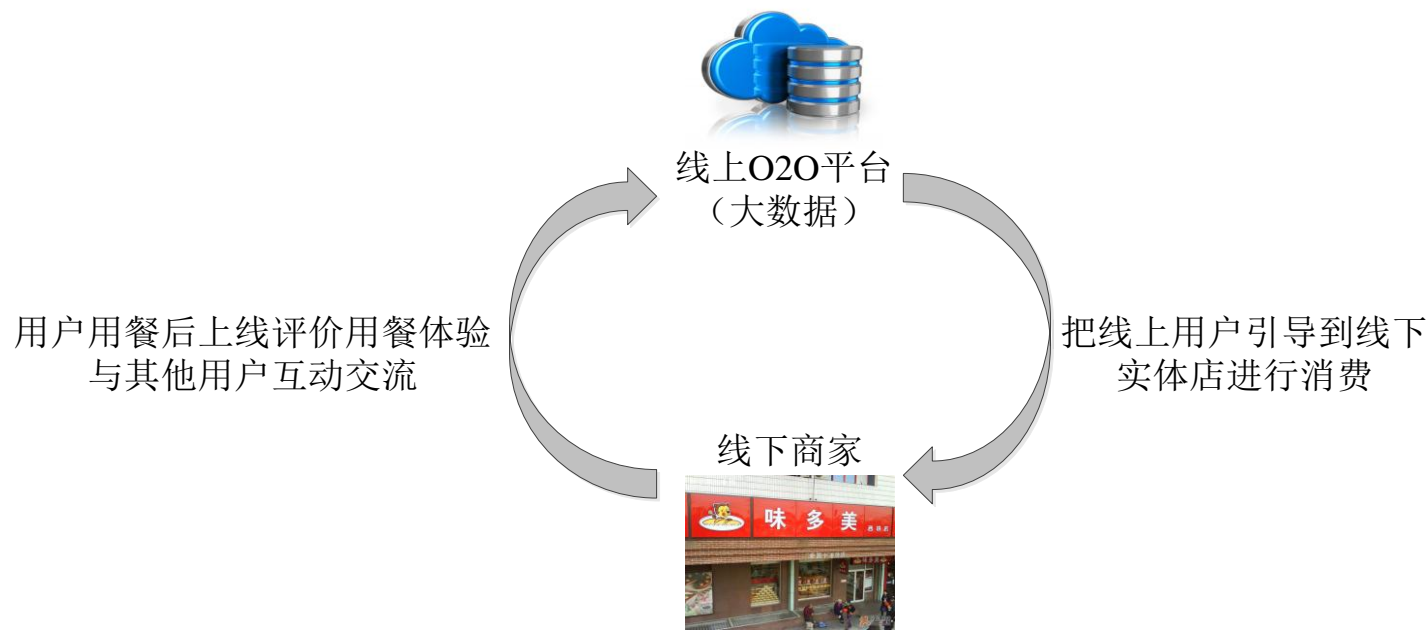 线上O2O平台
（大数据）
用户用餐后上线评价用餐体验
与其他用户互动交流
把线上用户引导到线下
实体店进行消费
线下商家
味多美